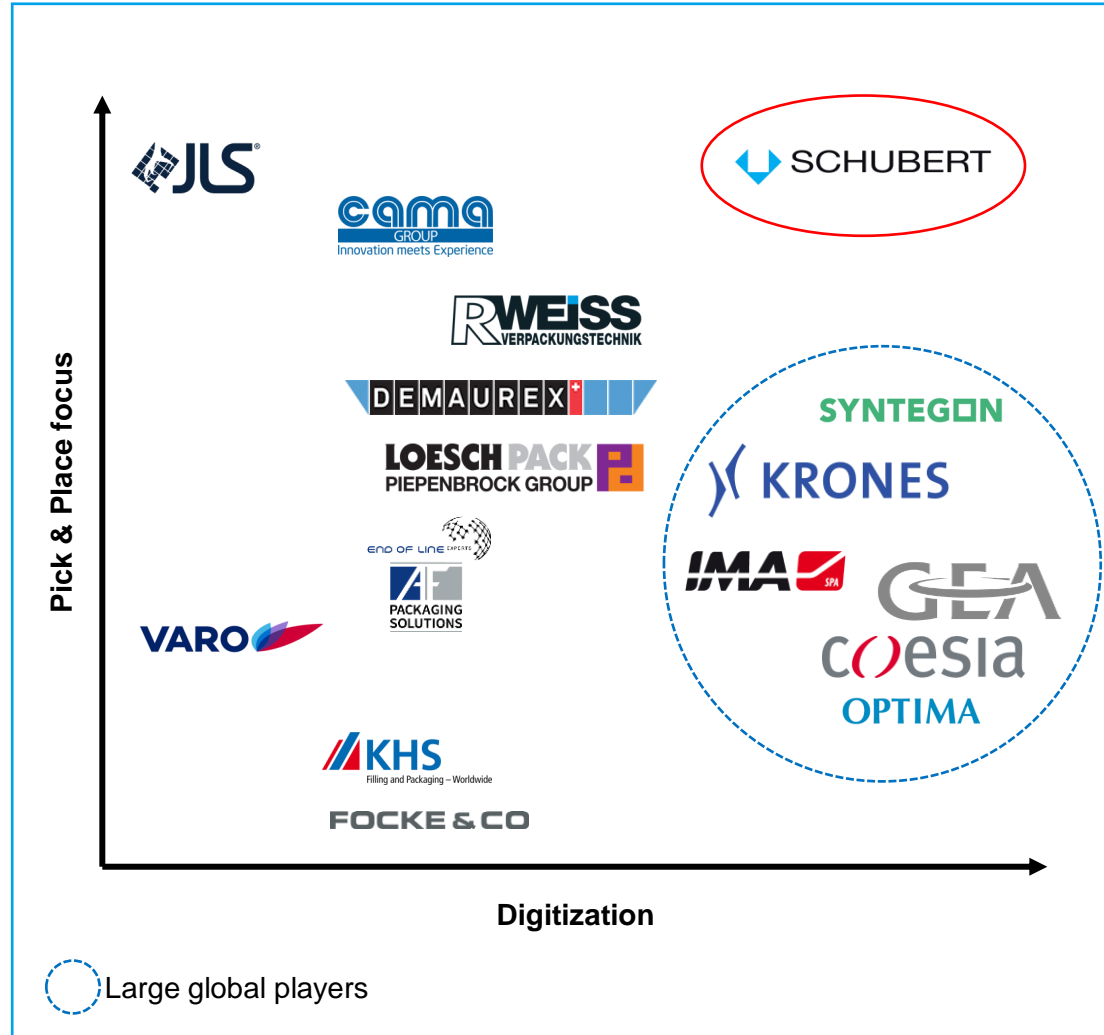 JLS®
SCHUBERT
cama
GROUP
Innovation meets Experience
RWEiSS
VERPACKUNGSTECHNIK
DEMAUREX
SYNTEGON
LOESCH PACK
PIEPENBROCK GROUP
KRONES
END OF LINE EXPERTS
AF1
PACKAGING
SOLUTIONS
IMA
SPA
GEA
VARO
coesia
OPTIMA
KHS
Filling and Packaging – Worldwide
FOCKE & CO
Pick & Place focus
Digitization
Large global players